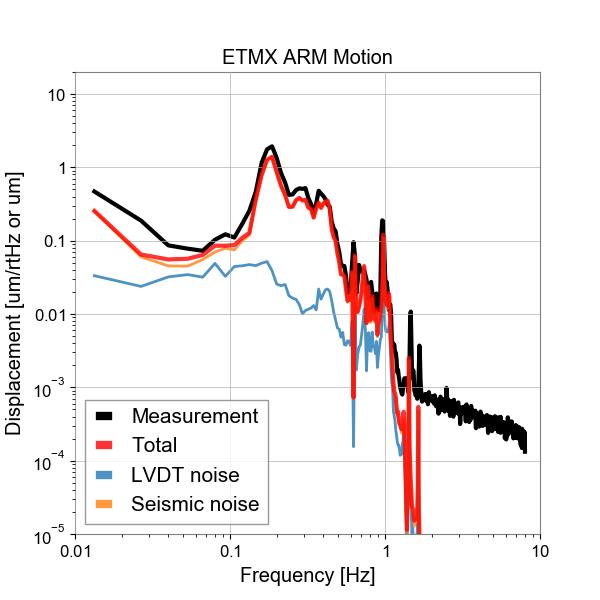 ETMX ARM Motion
Displacement [um/rtHz or um]
10
1
0.1
0.01
10⁻³
10⁻⁴
10⁻⁵
Measurement
Total
LVDT noise
Seismic noise
0.01
0.1
1
10
Frequency [Hz]